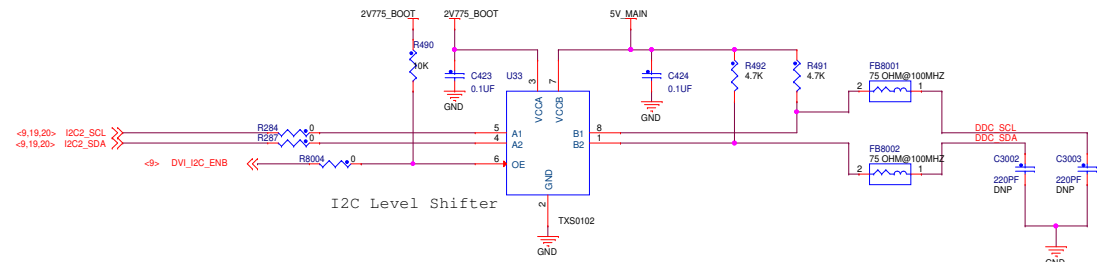 2V775_BOOT 2V775_BOOT 5V_MAIN
R490
10K
C423
0.1UF
GND
U33
3
7
VCCA
VCCB
C424
0.1UF
GND
R492
4.7K
R491
4.7K
FB8001
75 OHM@100MHZ
2 1
<9,19,20> I2C2_SCL R284 0 5 A1 B1 8 DDC_SCL
<9,19,20> I2C2_SDA R287 0 4 A2 B2 1 DDC_SDA
<9> DVI_I2C_ENB R8004 0 6 OE
FB8002
75 OHM@100MHZ
2 1
C3002
220PF
DNP
C3003
220PF
DNP
GND
2
I2C Level Shifter
TXS0102
GND
GND